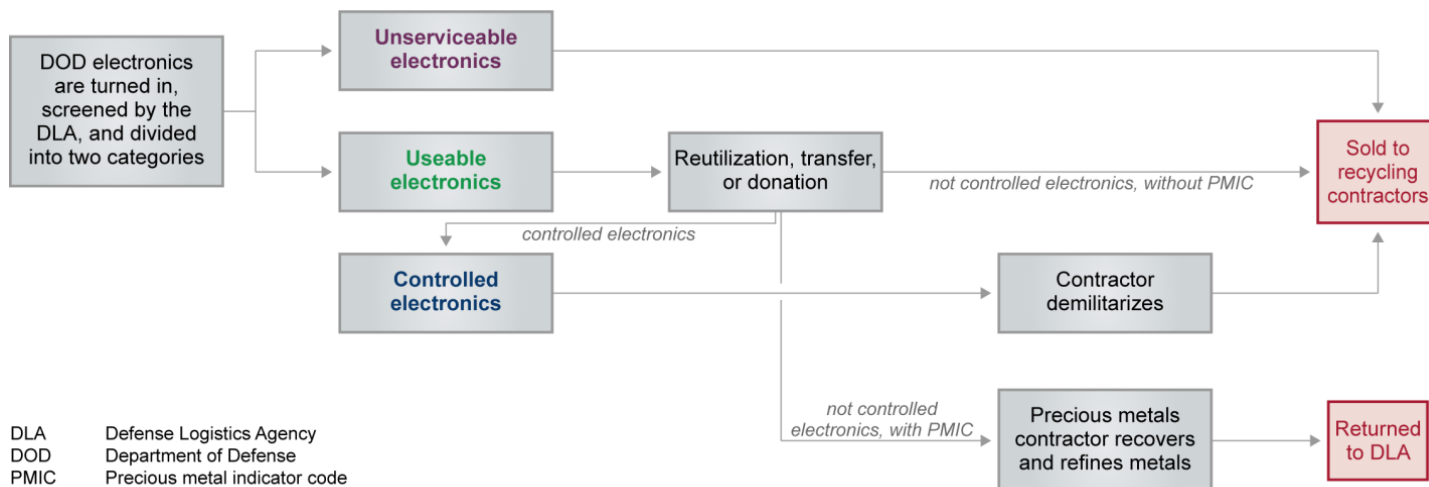 DOD electronics
are turned in,
screened by the
DLA, and divided
into two categories
Unserviceable
electronics
Useable
electronics
Reutilization, transfer,
or donation
not controlled electronics, without PMIC
Sold to
recycling
contractors
controlled electronics
Controlled
electronics
Contractor
demilitarizes
not controlled
electronics, with PMIC
Precious metals
contractor recovers
and refines metals
Returned
to DLA
DLA Defense Logistics Agency
DOD Department of Defense
PMIC Precious metal indicator code